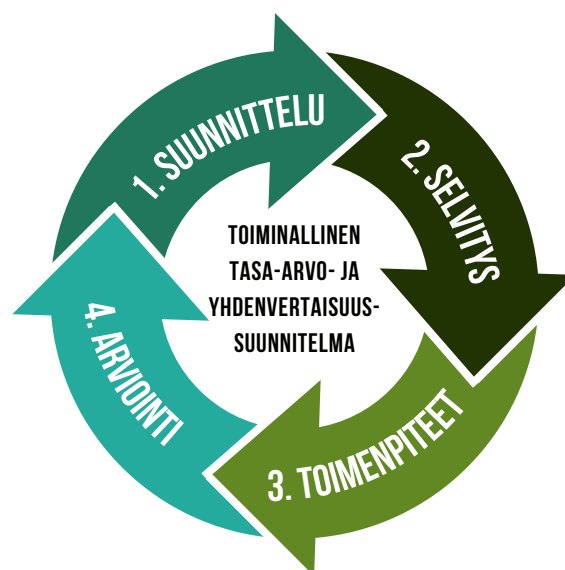 1. SUUNNITTELU
2. SELVITYS
TOIMINALLINEN
TASA-ARVO- JA
YHDENVERTAISUUS-
SUUNNITELMA
3. TOIMENPITEET
4. ARVIOINTI